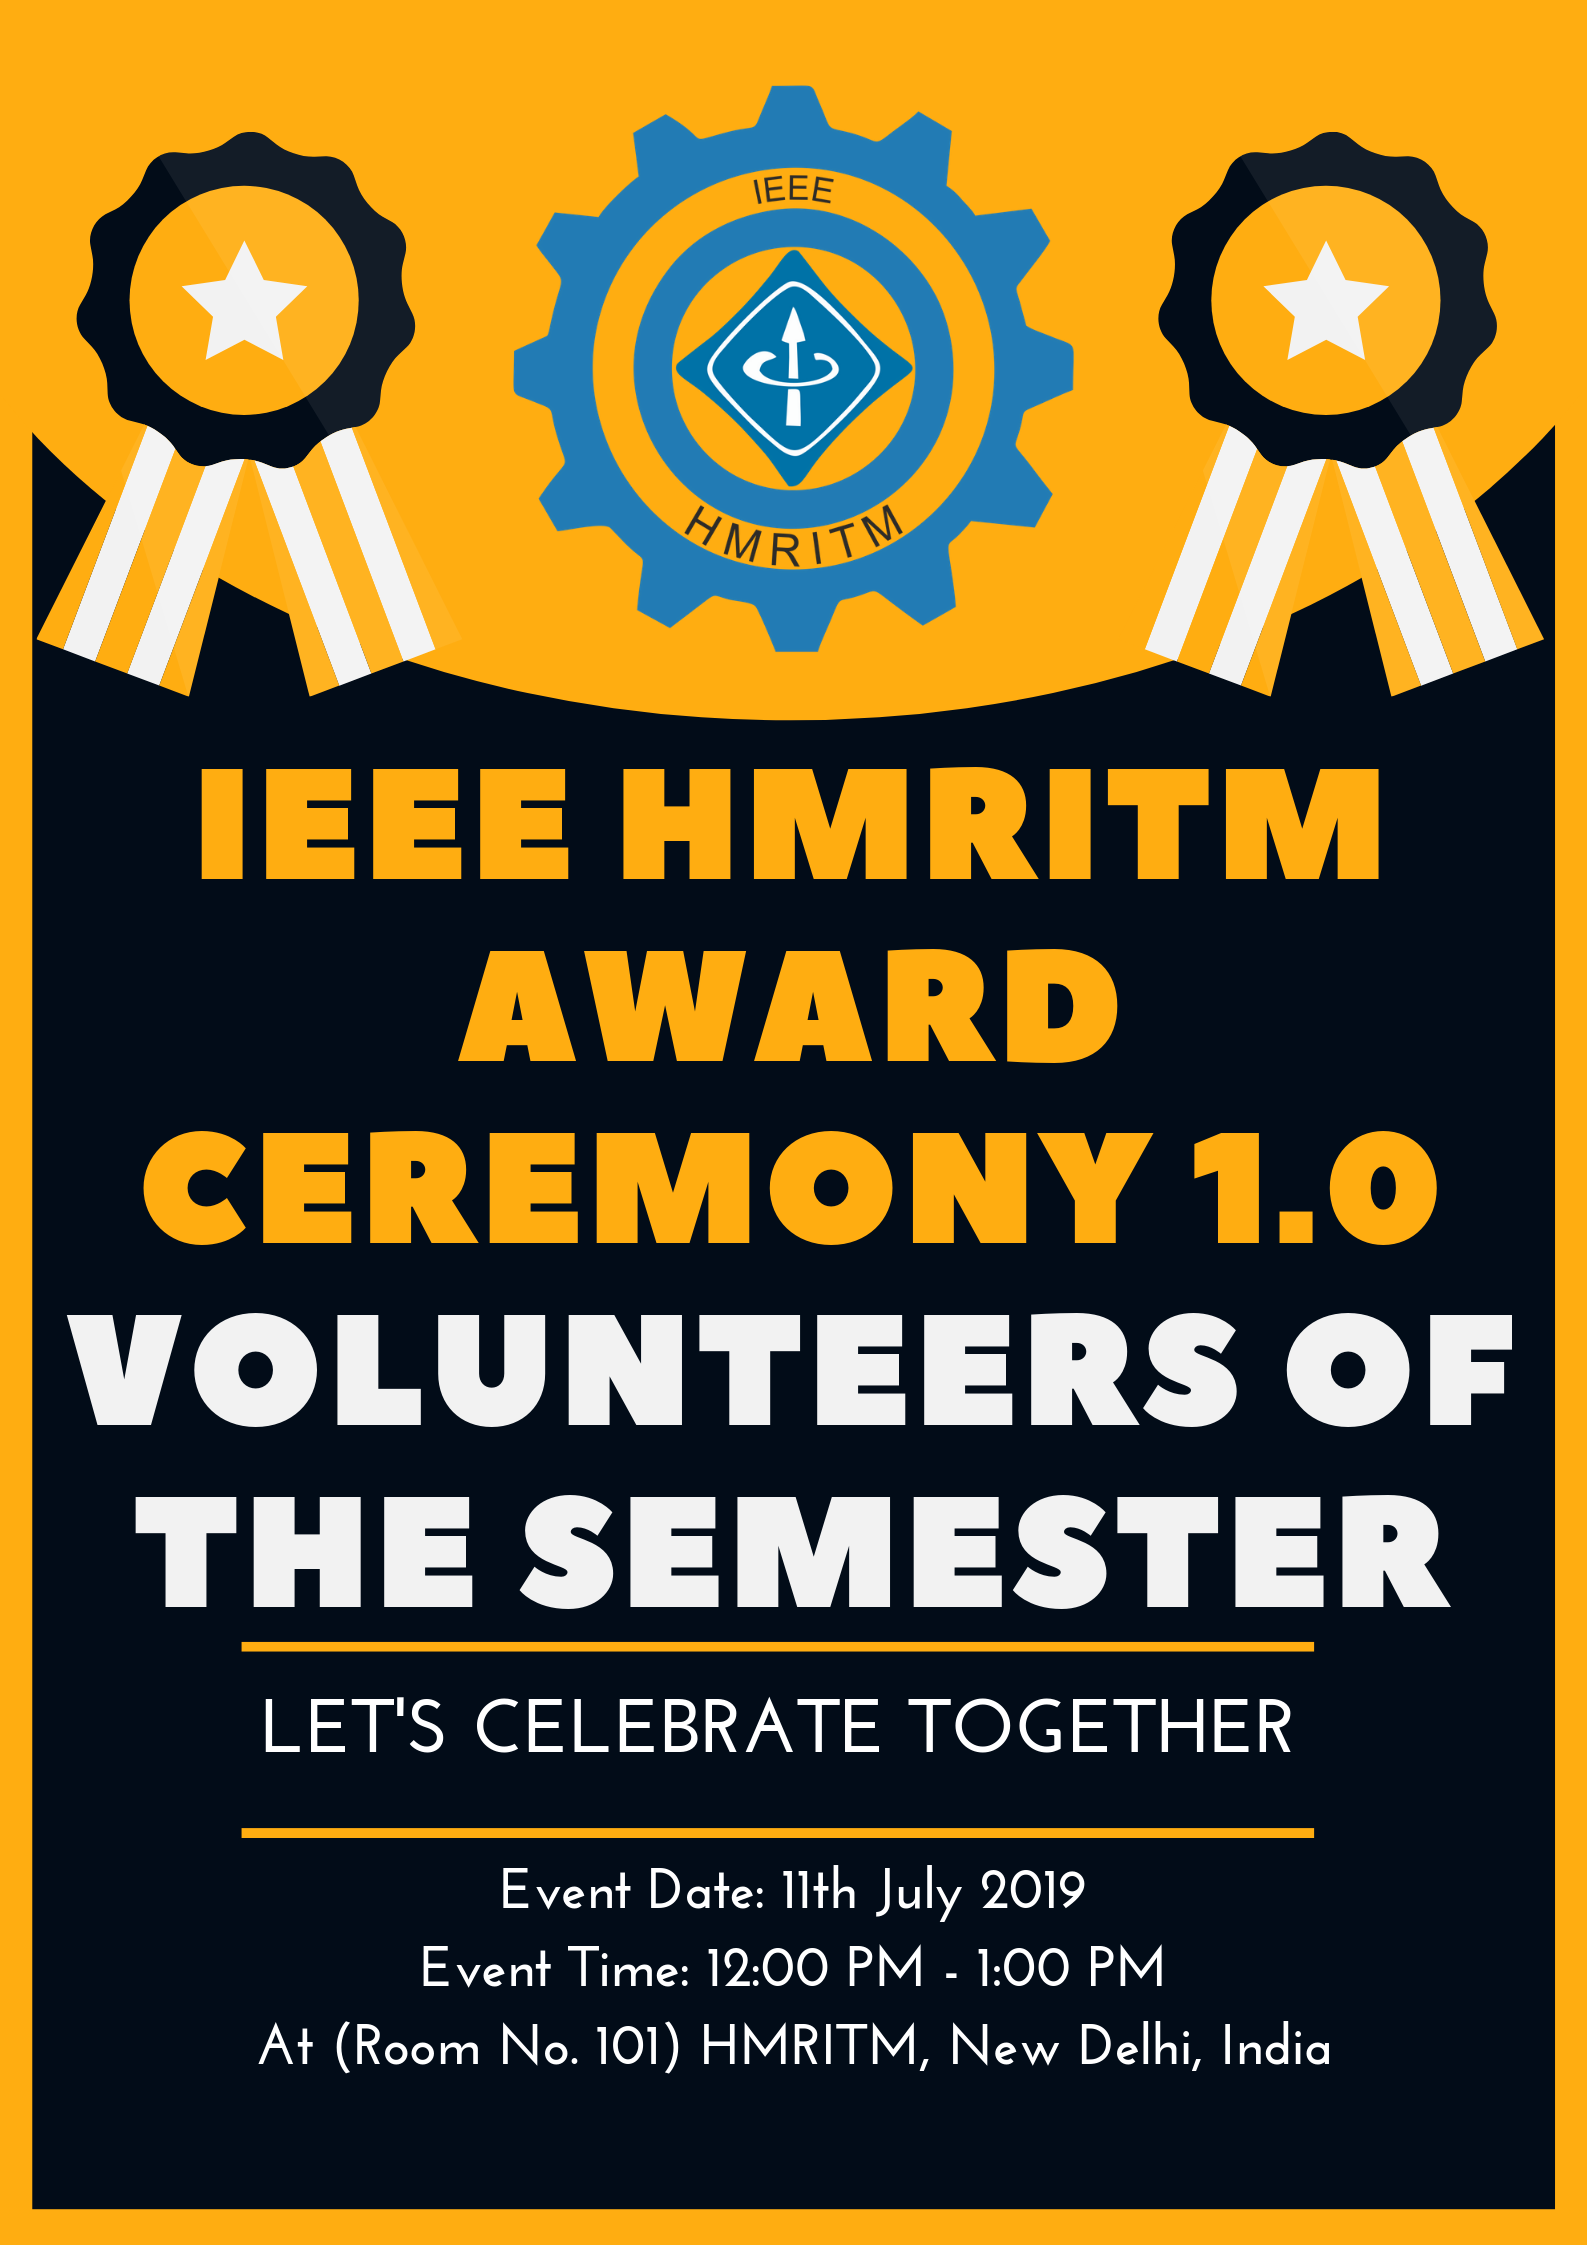 IEEE
HMRITM
IEEE HMRITM
AWARD
CEREMONY 1.0
VOLUNTEERS OF
THE SEMESTER
LET'S CELEBRATE TOGETHER
Event Date: 11th July 2019
Event Time: 12:00 PM - 1:00 PM
At (Room No. 101) HMRITM, New Delhi, India